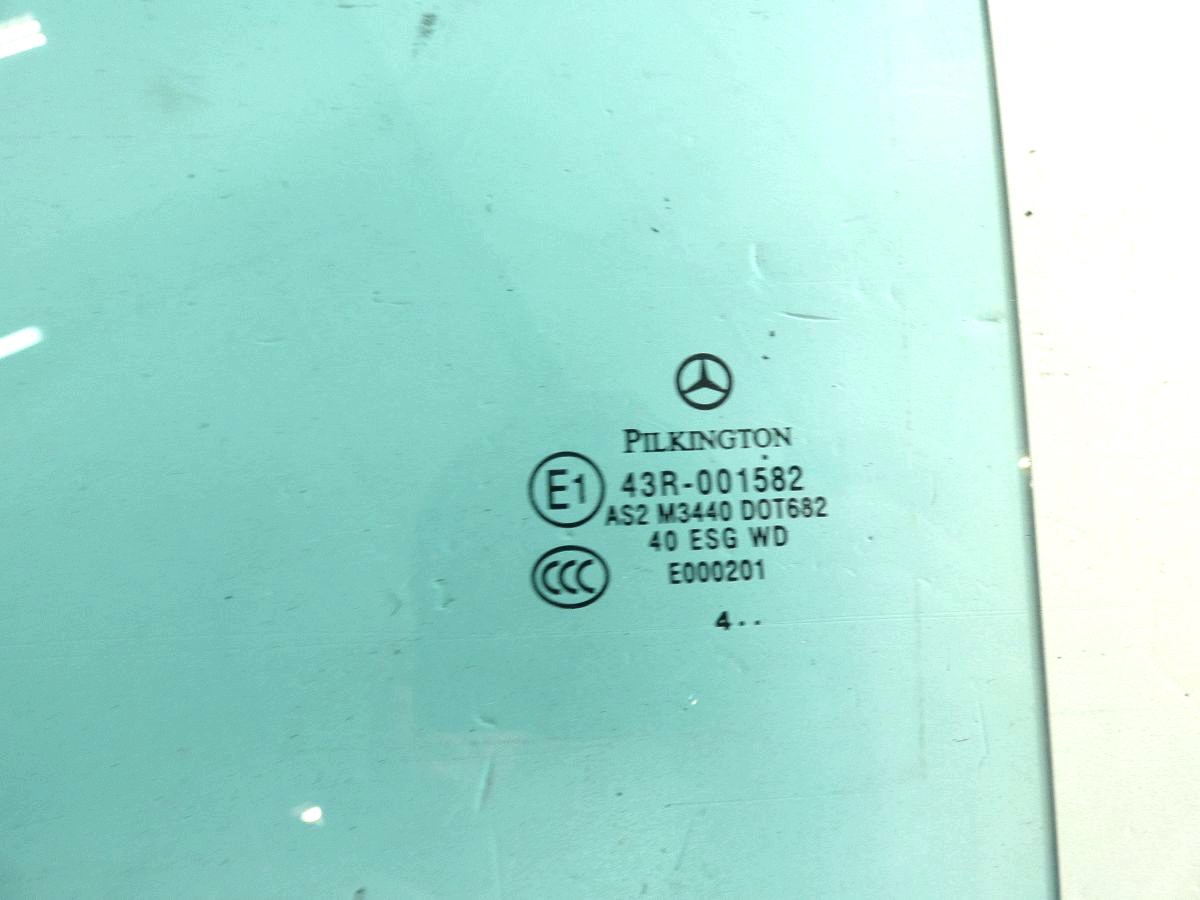 PILKINGTON
E1 43R-001582
AS2 M3440 DOT682
40 ESG WD
CCC E000201
4..